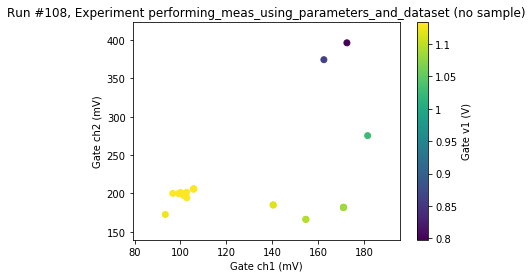 Run #108, Experiment performing_meas_using_parameters_and_dataset (no sample)
400
350
300
250
200
150
Gate ch2 (mV)
80 100 120 140 160 180
Gate ch1 (mV)
1.1
1.05
1
0.95
0.9
0.85
0.8
Gate v1 (V)